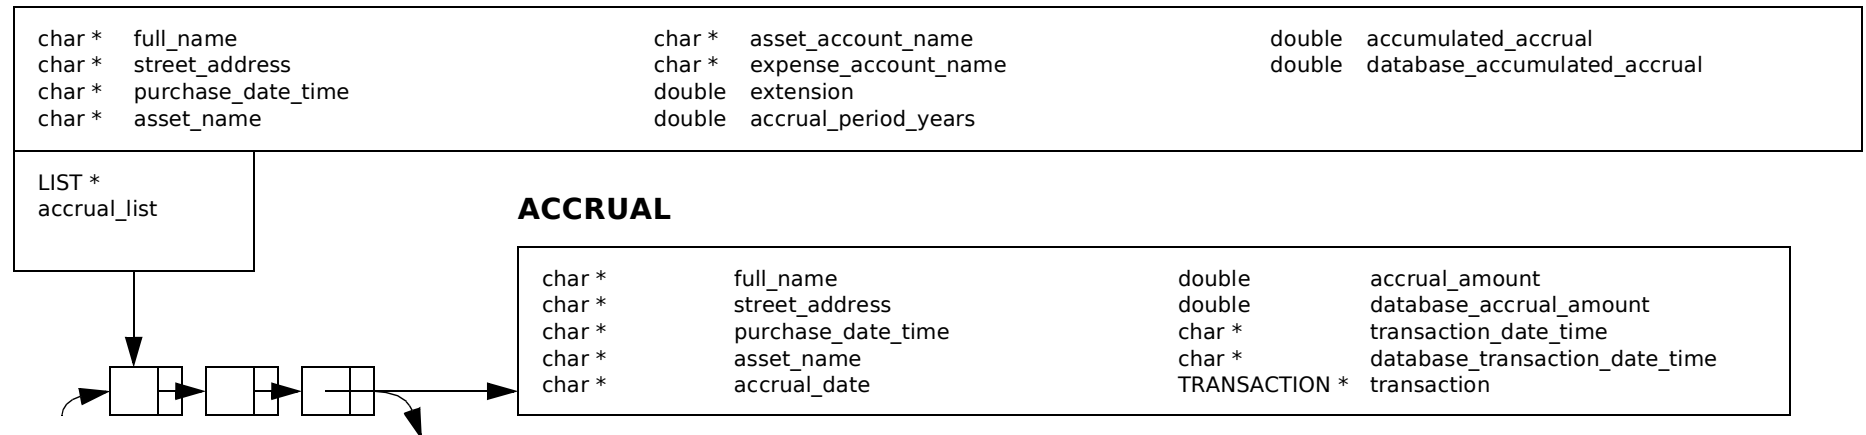 char * full_name char * asset_account_name double accumulated_accrual
char * street_address char * expense_account_name double database_accumulated_accrual
char * purchase_date_time double extension
char * asset_name double accrual_period_years
LIST *
accrual_list
ACCRUAL
char * full_name double accrual_amount
char * street_address double database_accrual_amount
char * purchase_date_time char * transaction_date_time
char * asset_name char * database_transaction_date_time
char * accrual_date TRANSACTION * transaction